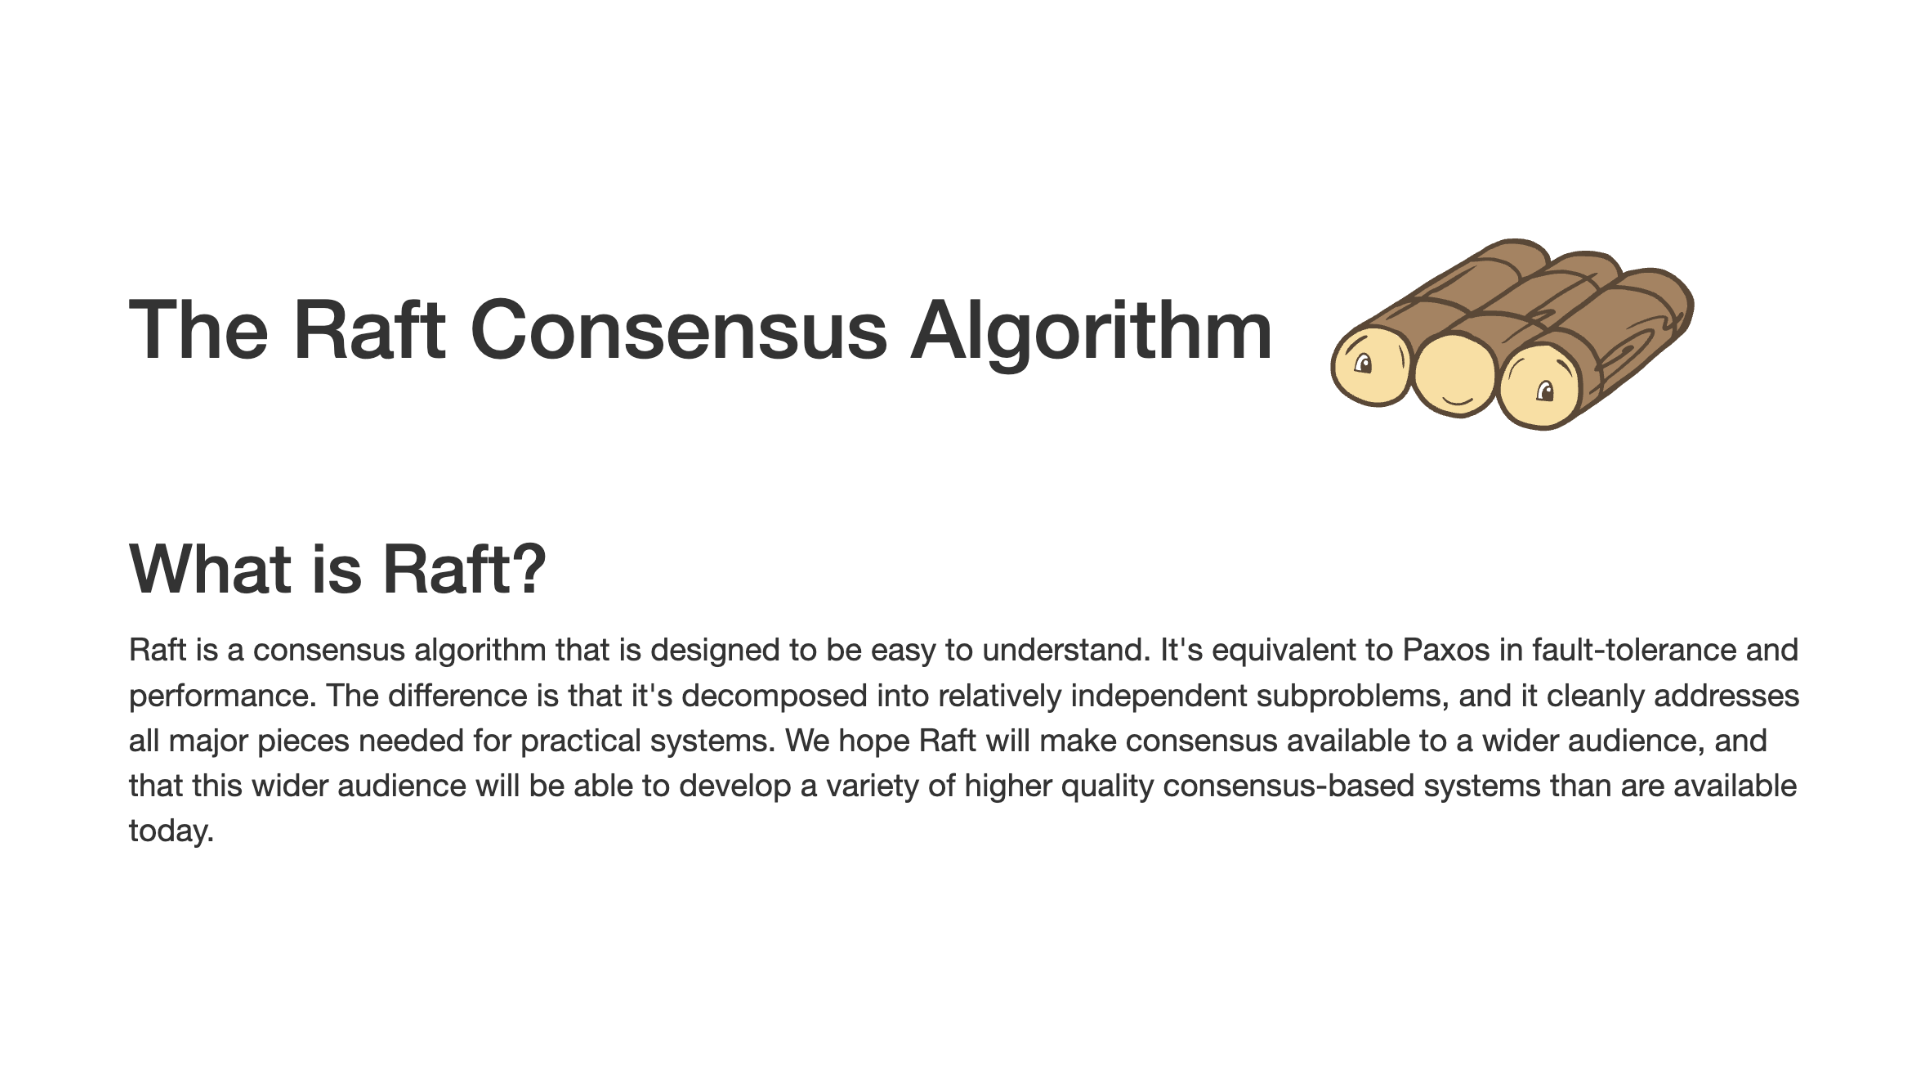 The Raft Consensus Algorithm
What is Raft?
Raft is a consensus algorithm that is designed to be easy to understand. It's equivalent to Paxos in fault-tolerance and
performance. The difference is that it's decomposed into relatively independent subproblems, and it cleanly addresses
all major pieces needed for practical systems. We hope Raft will make consensus available to a wider audience, and
that this wider audience will be able to develop a variety of higher quality consensus-based systems than are available
today.